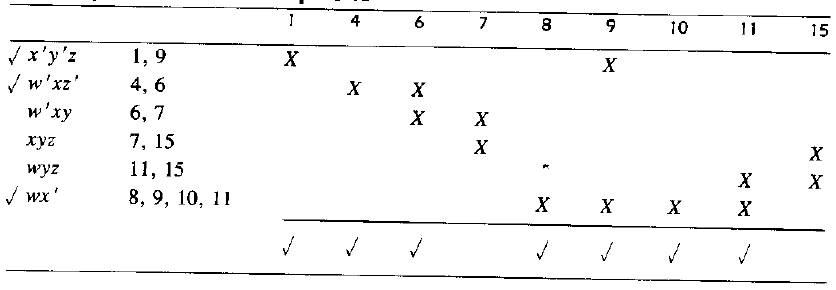 1 4 6 7 8 9 10 11 15
√ x'y'z 1, 9 X X
√ w'xz' 4, 6 X X
w'xy 6, 7 X X
xyz 7, 15 X X
wyz 11, 15 X X
√ wx' 8, 9, 10, 11 X X X X
√ √ √ √ √ √ √